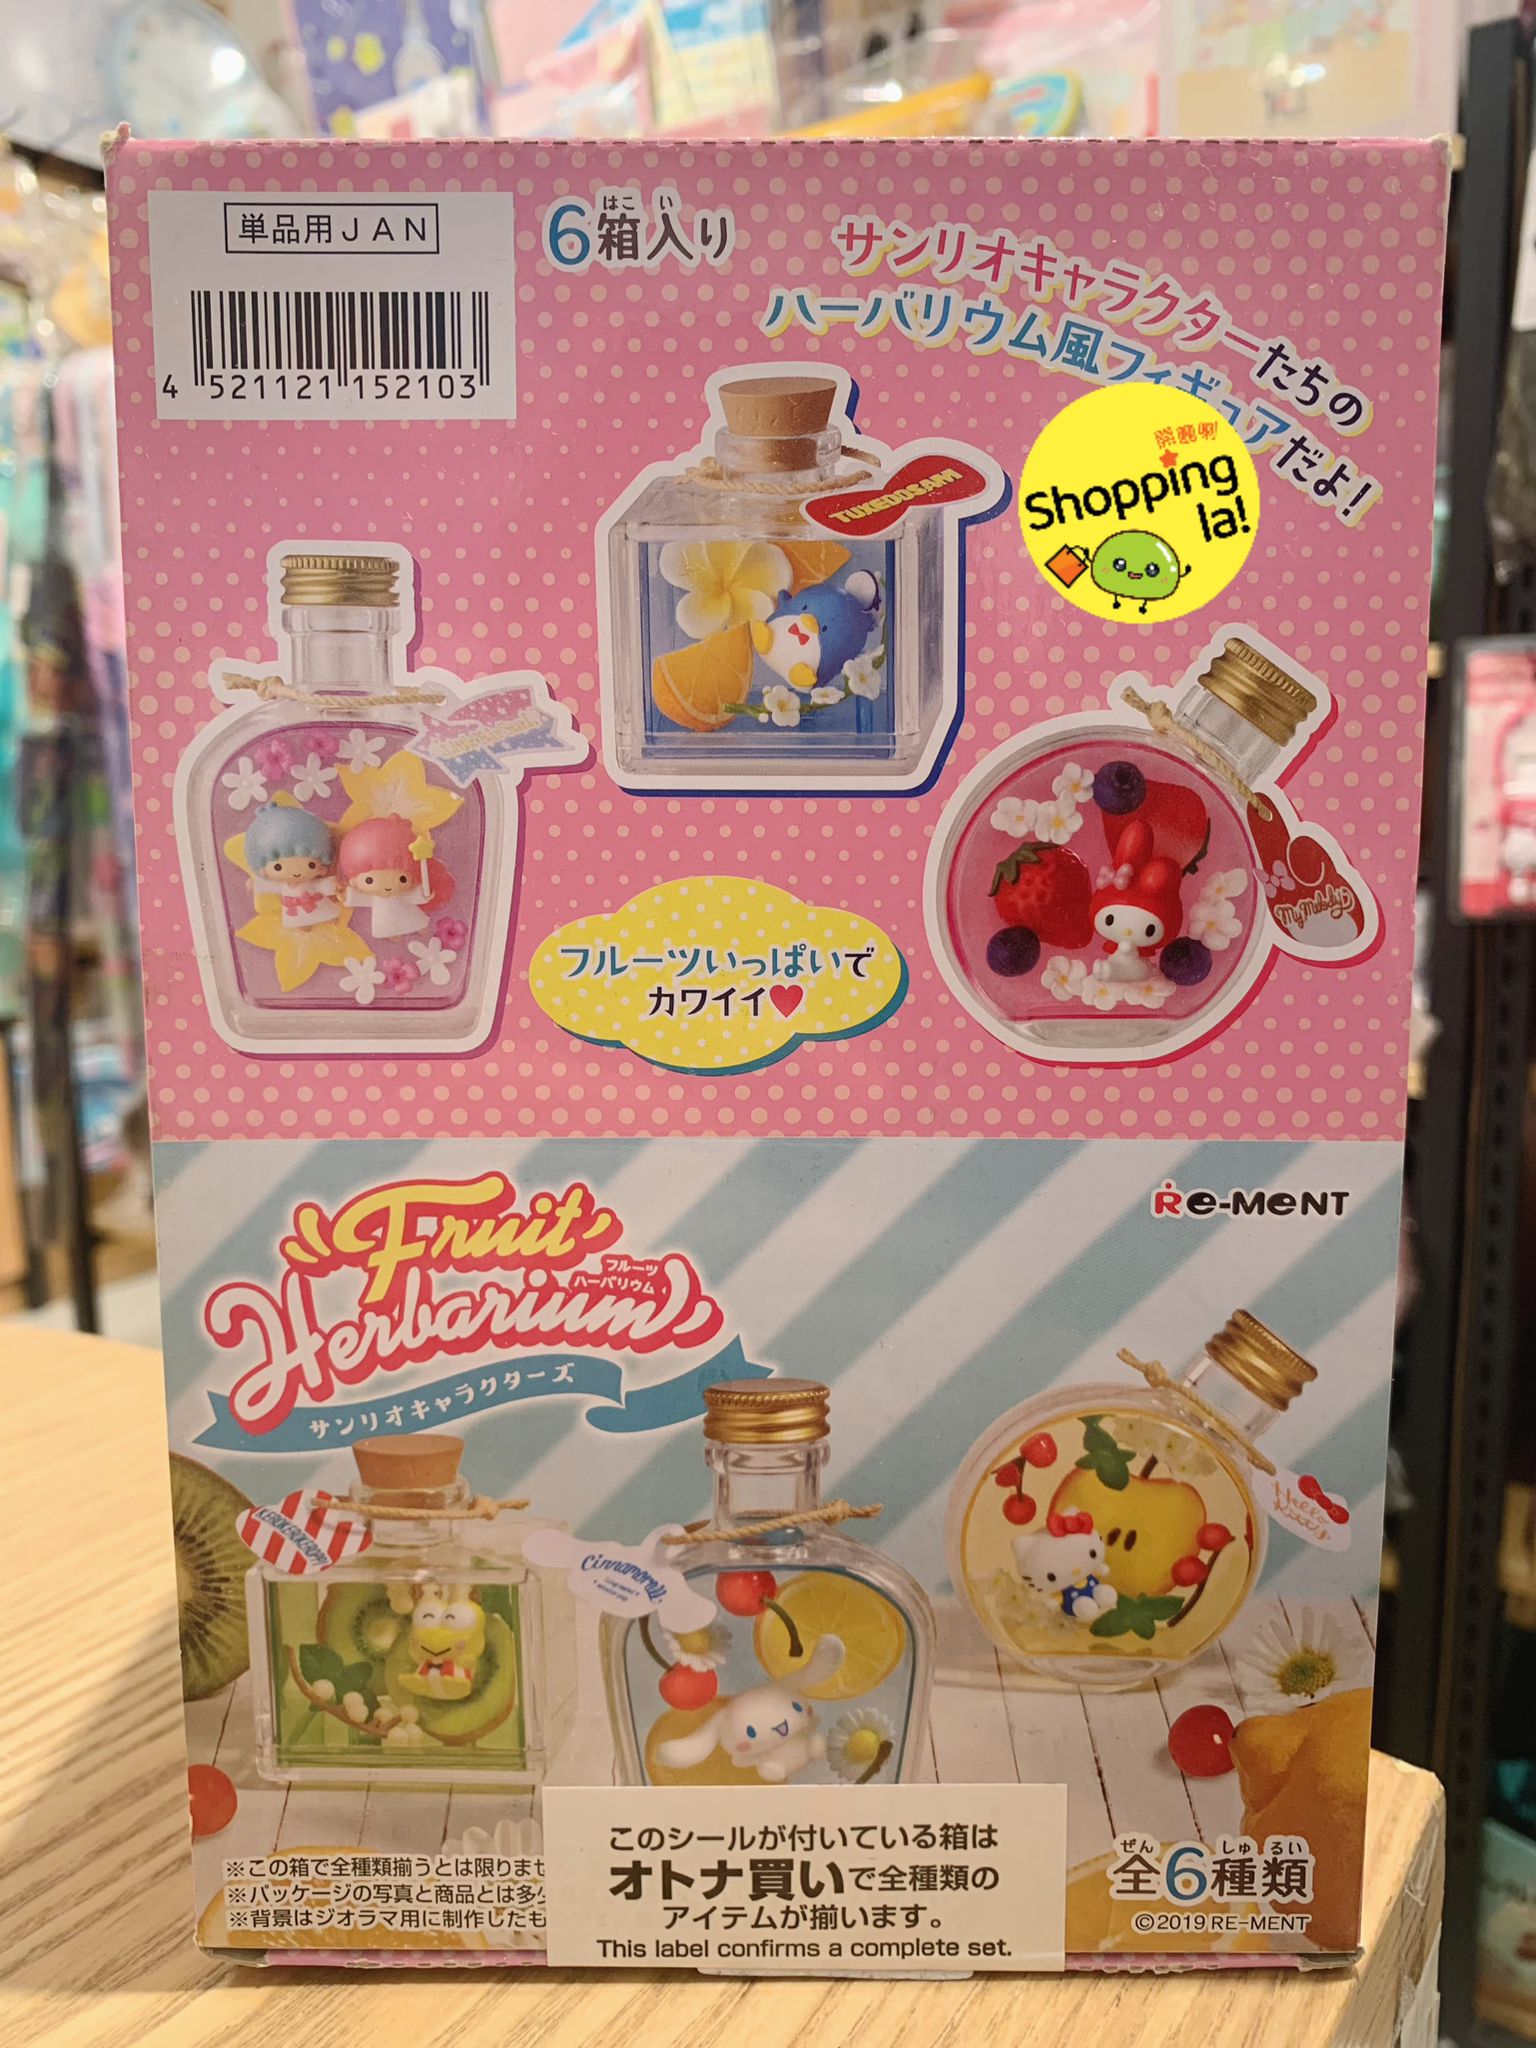 単品用JAN
4 521121 152103
はこ い
6箱入り
サンリオキャラクターたちの
ハーバリウム風フィギュアだよ!
Shopping
la!
TUXEDOSAM
My Melody
フルーツいっぱいで
カワイイ♥
Re-MeNT
Fruit
Herbarium
フルーツ
ハーバリウム
サンリオキャラクターズ
KEROKEROKEROPPI
Cinnamoroll
Hello
Kitty
※この箱で全種類揃うとは限りませ
※パッケージの写真と商品とは多少
※背景はジオラマ用に制作したも
このシールが付いている箱は
オトナ買いで全種類の
アイテムが揃います。
This label confirms a complete set.
ぜん しゅ るい
全6種類
©2019 RE-MENT